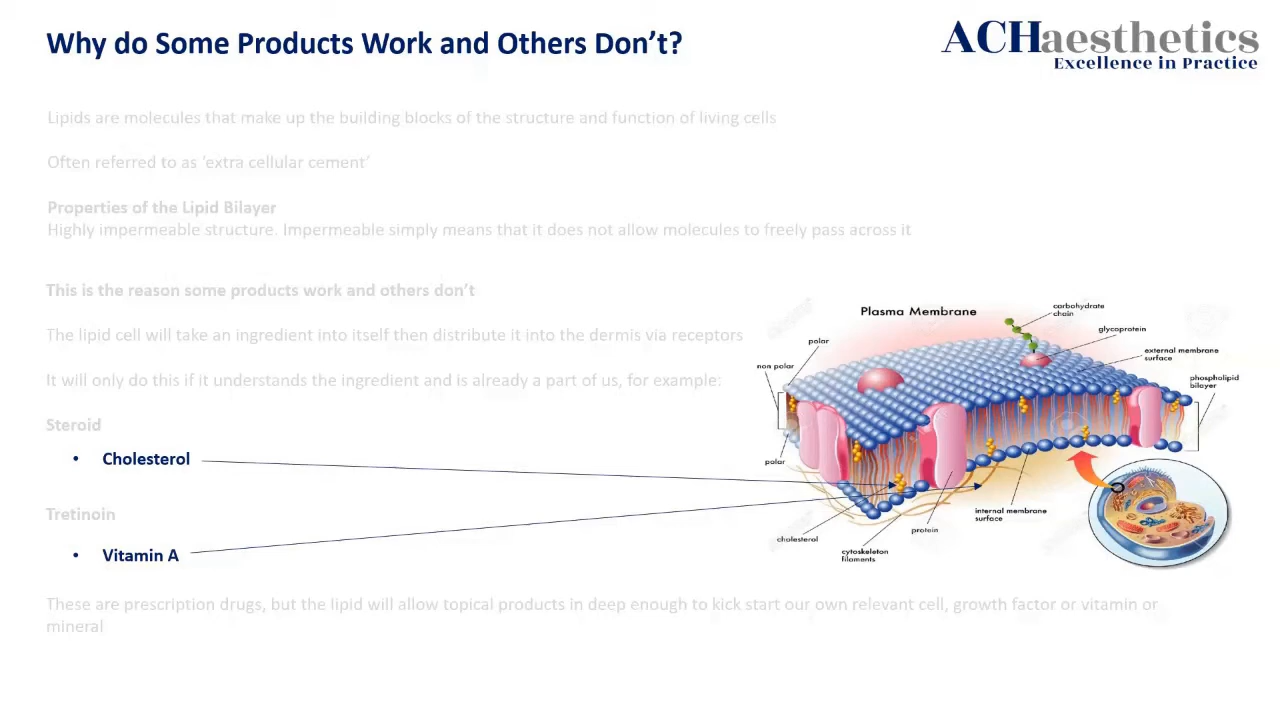 Why do Some Products Work and Others Don't?
ACHaesthetics
Excellence in Practice
Lipids are molecules that make up the building blocks of the structure and function of living cells
Often referred to as 'extra cellular cement'
Properties of the Lipid Bilayer
Highly impermeable structure. Impermeable simply means that it does not allow molecules to freely pass across it
This is the reason some products work and others don't
The lipid cell will take an ingredient into itself then distribute it into the dermis via receptors
It will only do this if it understands the ingredient and is already a part of us, for example:
Steroid
• Cholesterol
Tretinoin
• Vitamin A
These are prescription drugs, but the lipid will allow topical products in deep enough to kick start our own relevant cell, growth factor or vitamin or
mineral
Plasma Membrane
carbohydrate
chain
glycoprotein
polar
external membrane
surface
non polar
phospholipid
bilayer
polar
internal membrane
surface
protein
cholesterol
cytoskeleton
filaments